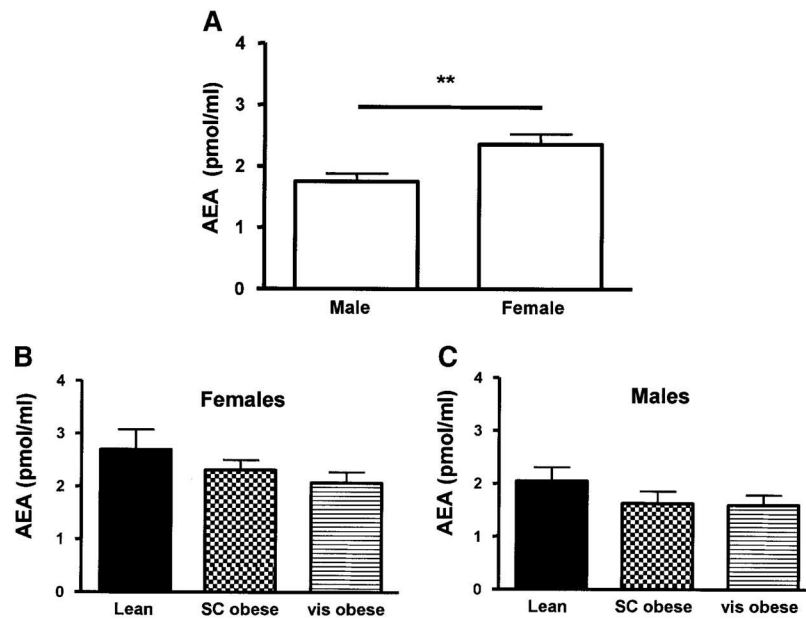 A
4
3
2
1
0
AEA (pmol/ml)
**
Male Female
B
4
3
2
1
0
AEA (pmol/ml)
Females
Lean SC obese vis obese
C
4
3
2
1
0
AEA (pmol/ml)
Males
Lean SC obese vis obese